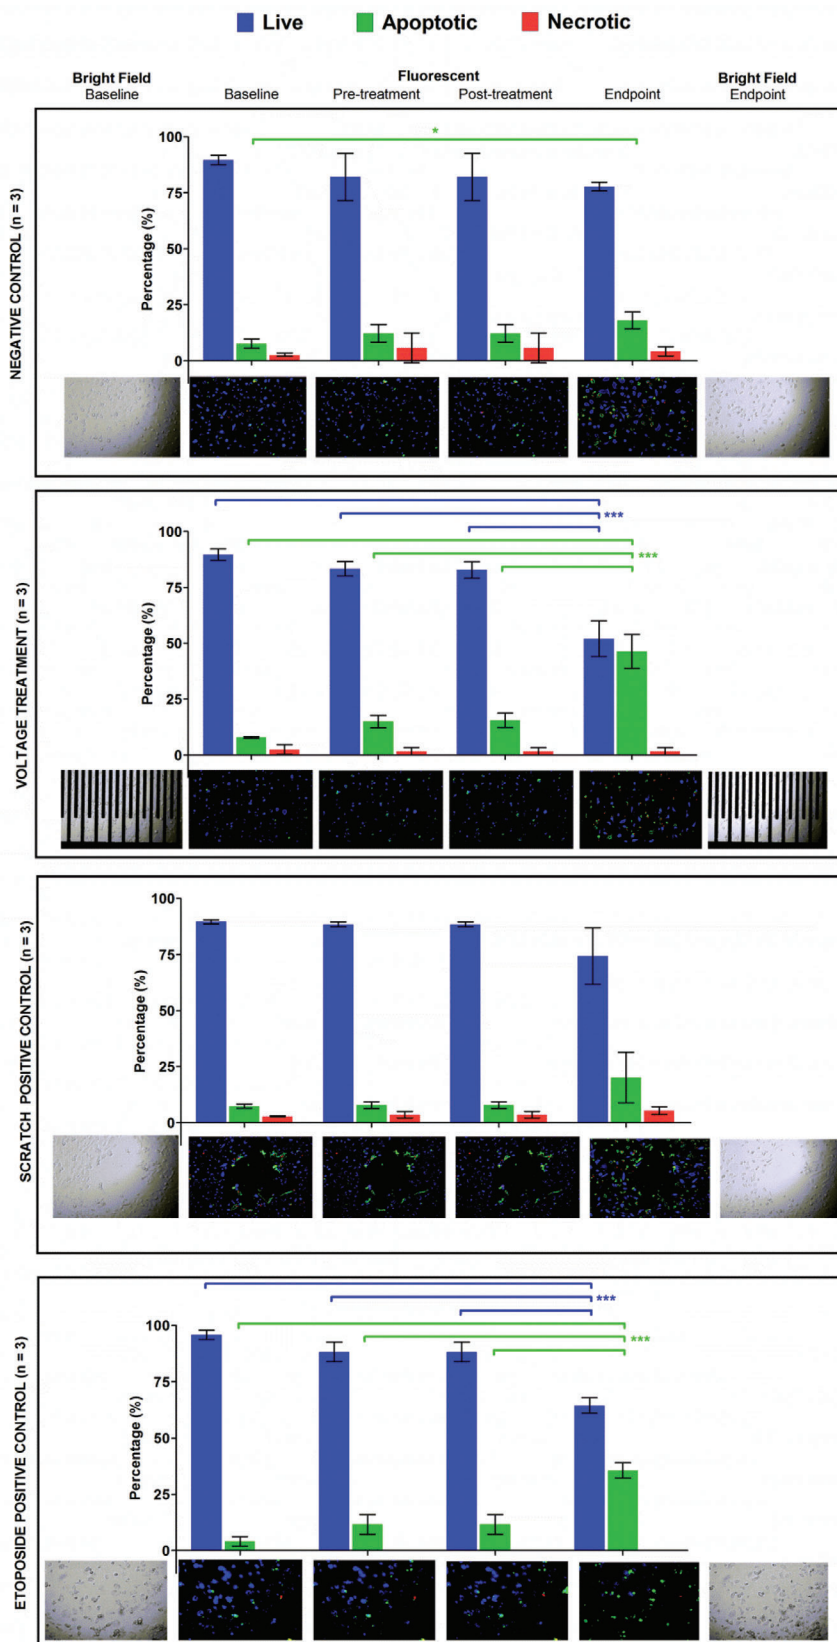 Live Apoptotic Necrotic
Bright Field Fluorescent Bright Field
Baseline Baseline Pre-treatment Post-treatment Endpoint Endpoint
NEGATIVE CONTROL (n = 3)
Percentage (%)
100
75
50
25
0
*
VOLTAGE TREATMENT (n = 3)
Percentage (%)
100
75
50
25
0
***
***
SCRATCH POSITIVE CONTROL (n = 3)
Percentage (%)
100
75
50
25
0
ETOPOSIDE POSITIVE CONTROL (n = 3)
Percentage (%)
100
75
50
25
0
***
***